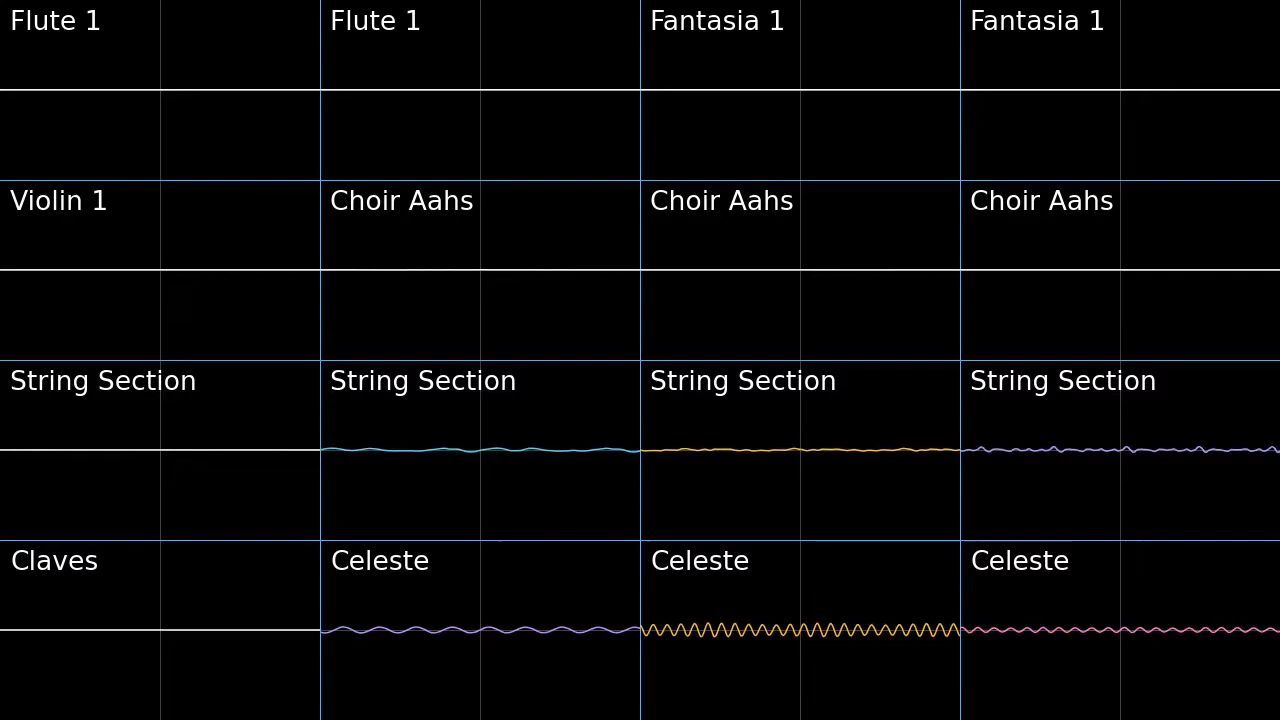 Flute 1
Flute 1
Fantasia 1
Fantasia 1
Violin 1
Choir Aahs
Choir Aahs
Choir Aahs
String Section
String Section
String Section
String Section
Claves
Celeste
Celeste
Celeste